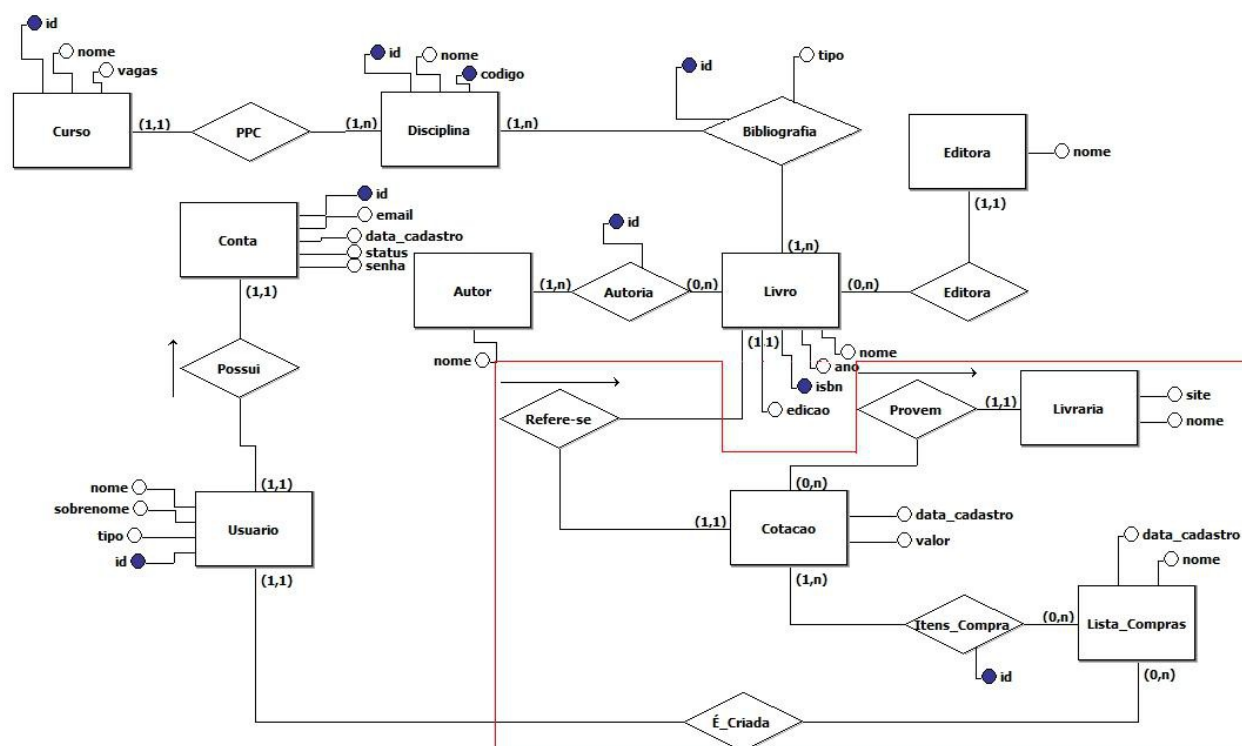 id
nome
vagas
Curso
(1,1)
PPC
(1,n)
id
nome
codigo
Disciplina
(1,n)
id
tipo
Bibliografia
Editora
nome
(1,1)
Conta
id
email
data_cadastro
status
senha
(1,1)
id
Autor
(1,n)
Autoria
(0,n)
(1,n)
Livro
(0,n)
Editora
nome
(1,1)
nome
ano
isbn
edicao
Possui
Refere-se
Provem
(1,1)
Livraria
site
nome
nome
sobrenome
tipo
id
(1,1)
Usuario
(1,1)
(0,n)
(1,1)
Cotacao
data_cadastro
valor
(1,n)
data_cadastro
nome
Itens_Compra
(0,n)
Lista_Compras
id
(0,n)
É_Criada